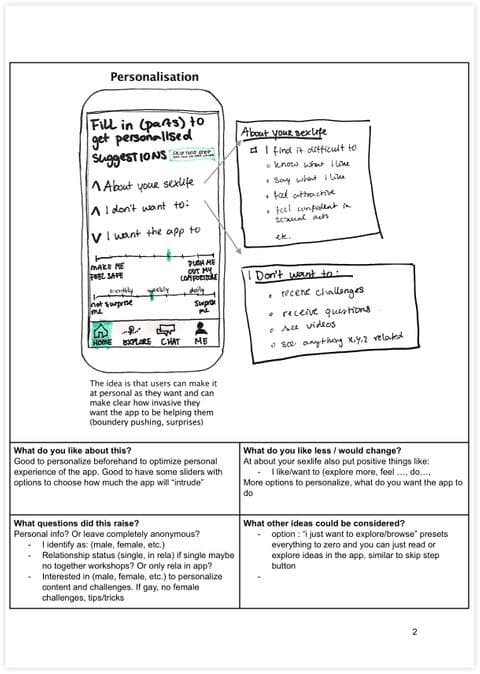 Personalisation
Fill in (parts) to
get personalised
suggestions SKIP THIS STEP
About your sexlife
I don't want to:
I want the app to
MAKE ME
FEEL SAFE
PUSH ME
OUT MY
COMFORTZONE
monthly weekly daily
not surprise
me
Surprise
me
HOME EXPLORE CHAT ME
About your sexlife
I find it difficult to
know what i like
say what i like
feel attractive
feel confident in
sexual acts
etc.
I Don't want to:
receive challenges
receive questions
see videos
see anything x,y,z related
The idea is that users can make it
at personal as they want and can
make clear how invasive they
want the app to be helping them
(boundery pushing, surprises)
What do you like about this?
Good to personalize beforehand to optimize personal
experience of the app. Good to have some sliders with
options to choose how much the app will “intrude”
What do you like less / would change?
At about your sexlife also put positive things like:
- I like/want to (explore more, feel …, do…,
More options to personalize, what do you want the app to
do
What questions did this raise?
Personal info? Or leave completely anonymous?
- I identify as: (male, female, etc.)
- Relationship status (single, in rela) if single maybe
no together workshops? Or only rela in app?
- Interested in (male, female, etc.) to personalize
content and challenges. If gay, no female
challenges, tips/tricks
What other ideas could be considered?
- option : “i just want to explore/browse” presets
everything to zero and you can just read or
explore ideas in the app, similar to skip step
button
-
2